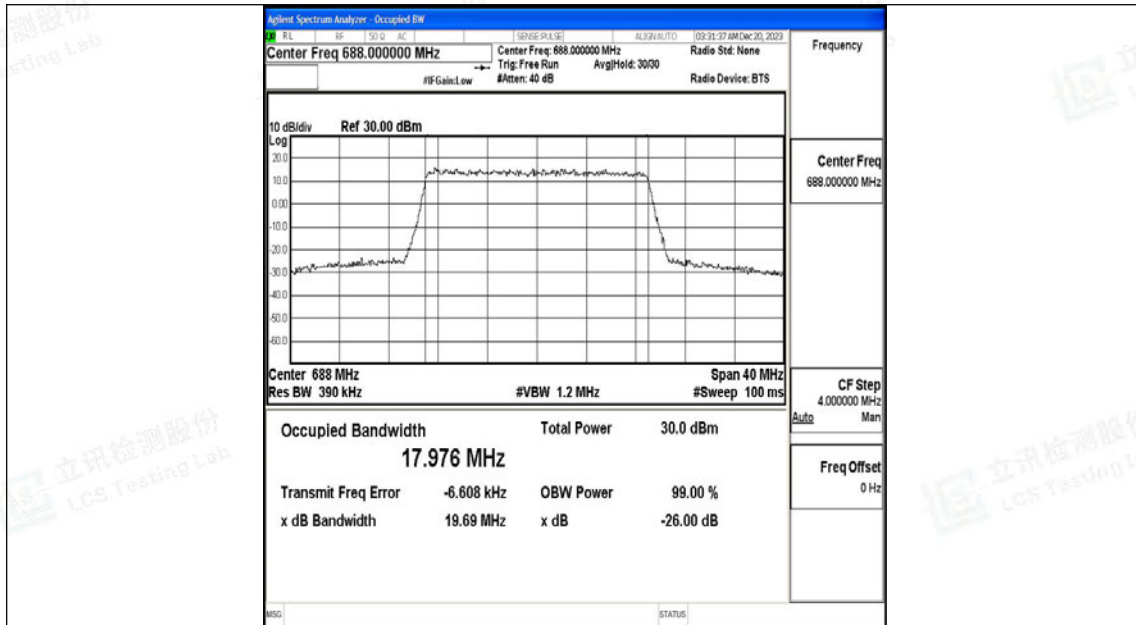 Agilent Spectrum Analyzer - Occupied BW
RL RF 50 Ω AC SENSE:PULSE ALIGNAUTO 03:31:37 AM Dec 20, 2023
Center Freq 688.000000 MHz
Center Freq: 688.000000 MHz Radio Std: None
Trig: Free Run Avg|Hold: 30/30
#IFGain:Low #Atten: 40 dB Radio Device: BTS
Frequency
10 dB/div Ref 30.00 dBm
Log
20.0
10.0
0.00
-10.0
-20.0
-30.0
-40.0
-50.0
-60.0
Center 688 MHz Span 40 MHz
Res BW 390 kHz #VBW 1.2 MHz #Sweep 100 ms
Occupied Bandwidth Total Power 30.0 dBm
17.976 MHz
Transmit Freq Error -6.608 kHz OBW Power 99.00 %
x dB Bandwidth 19.69 MHz x dB -26.00 dB
Center Freq
688.000000 MHz
CF Step
4.000000 MHz
Auto Man
Freq Offset
0 Hz
MSG STATUS
立讯检测股份
LCS Testing Lab